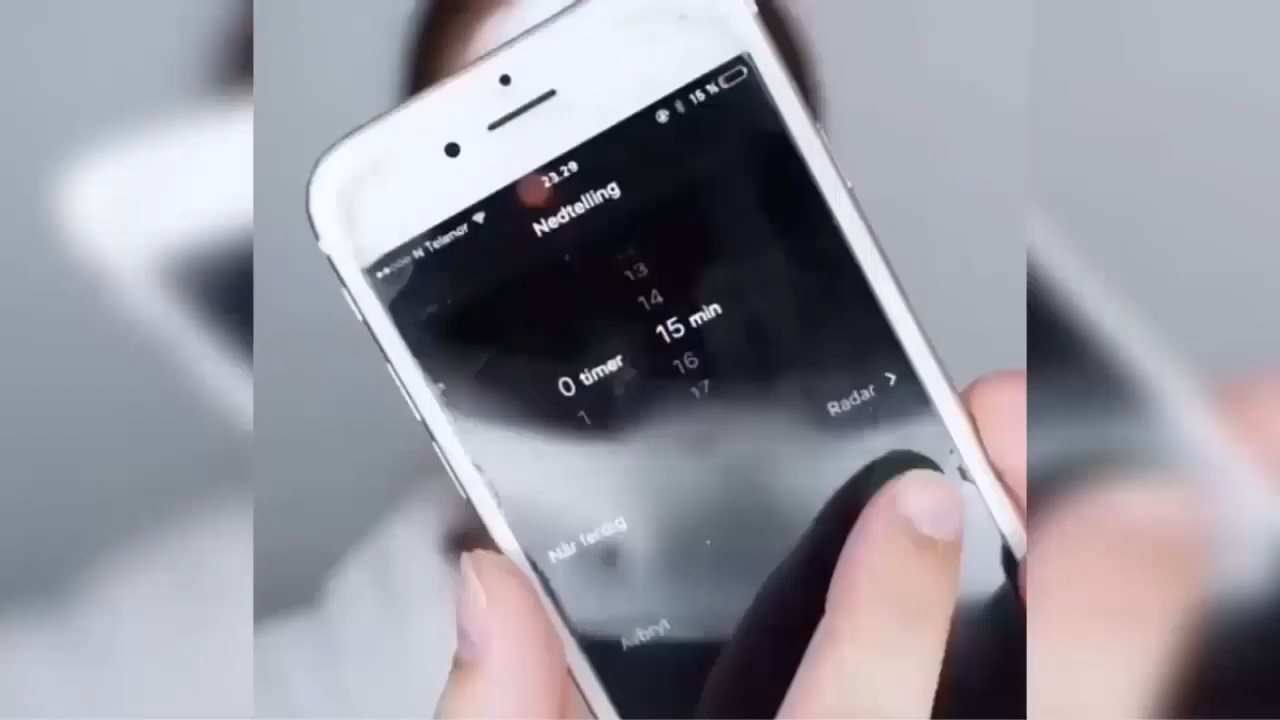 N Telenor
23.29
15 %
Nedtelling
13
14
0 timer 15 min
1 16
17
Når ferdig
Radar >
Avbryt